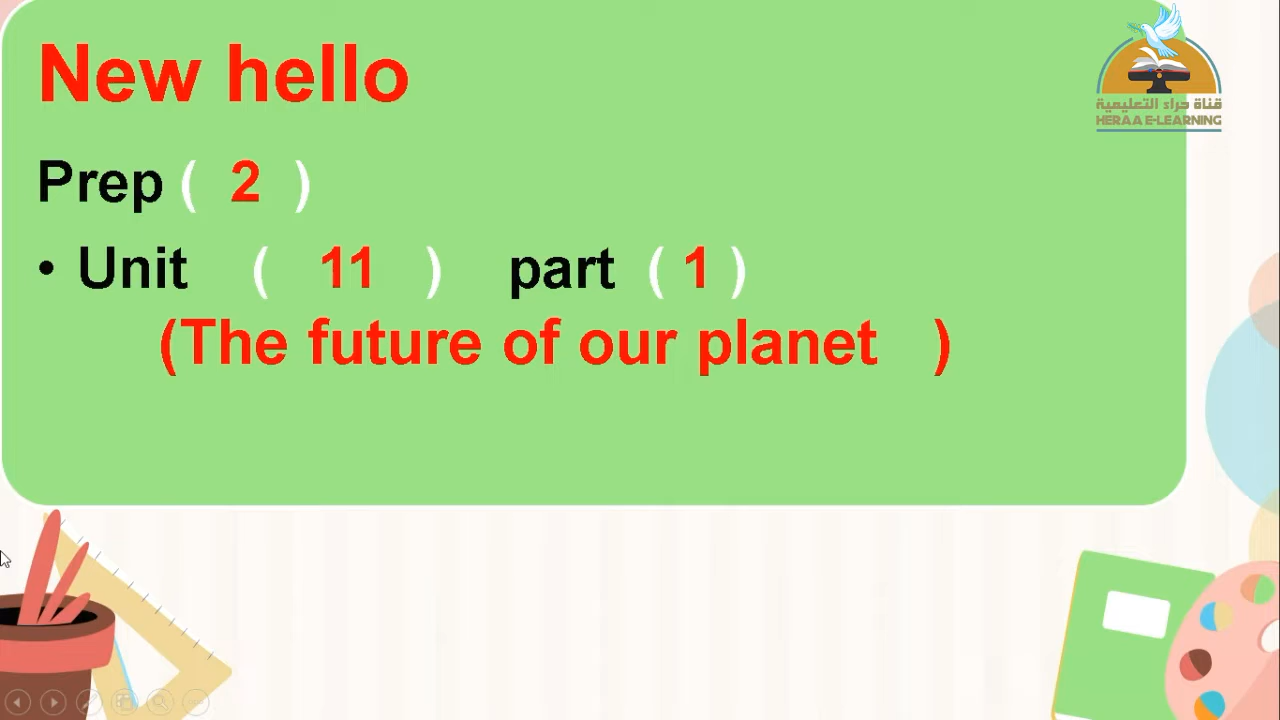 New hello
قناة حراء التعليمية
HERAA E-LEARNING
Prep ( 2 )
• Unit ( 11 ) part ( 1 )
(The future of our planet )